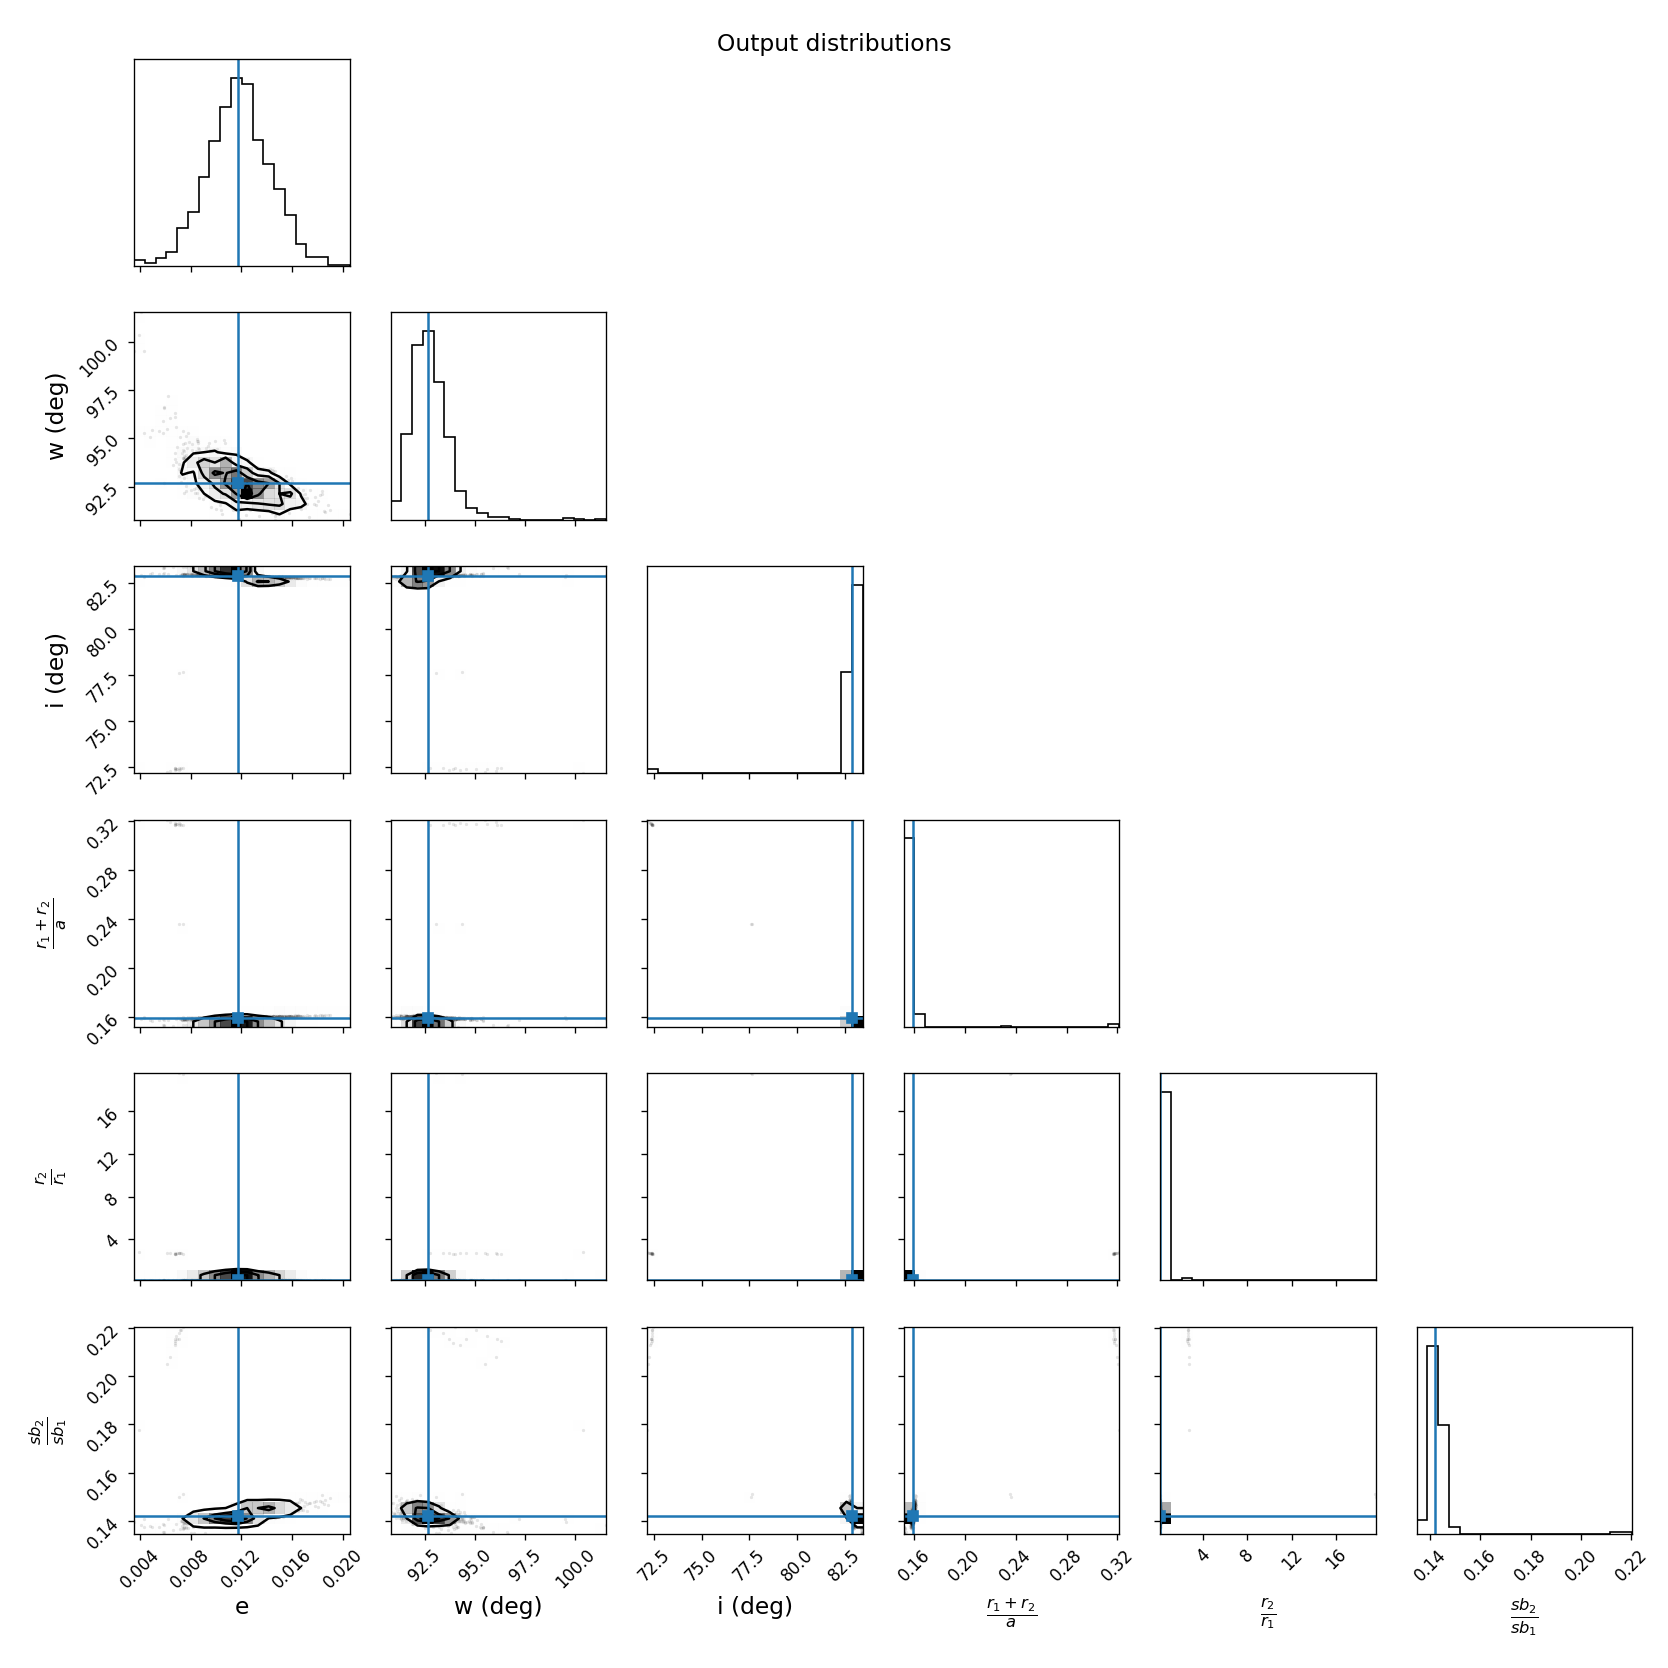 Output distributions
w (deg)
100.0
97.5
95.0
92.5
i (deg)
82.5
80.0
77.5
75.0
72.5
r1 + r2
a
0.32
0.28
0.24
0.20
0.16
r2
r1
16
12
8
4
sb2
sb1
0.22
0.20
0.18
0.16
0.14
0.004 0.008 0.012 0.016 0.020
92.5 95.0 97.5 100.0
72.5 75.0 77.5 80.0 82.5
0.16 0.20 0.24 0.28 0.32
4 8 12 16
0.14 0.16 0.18 0.20 0.22
e
w (deg)
i (deg)
r1 + r2
a
r2
r1
sb2
sb1